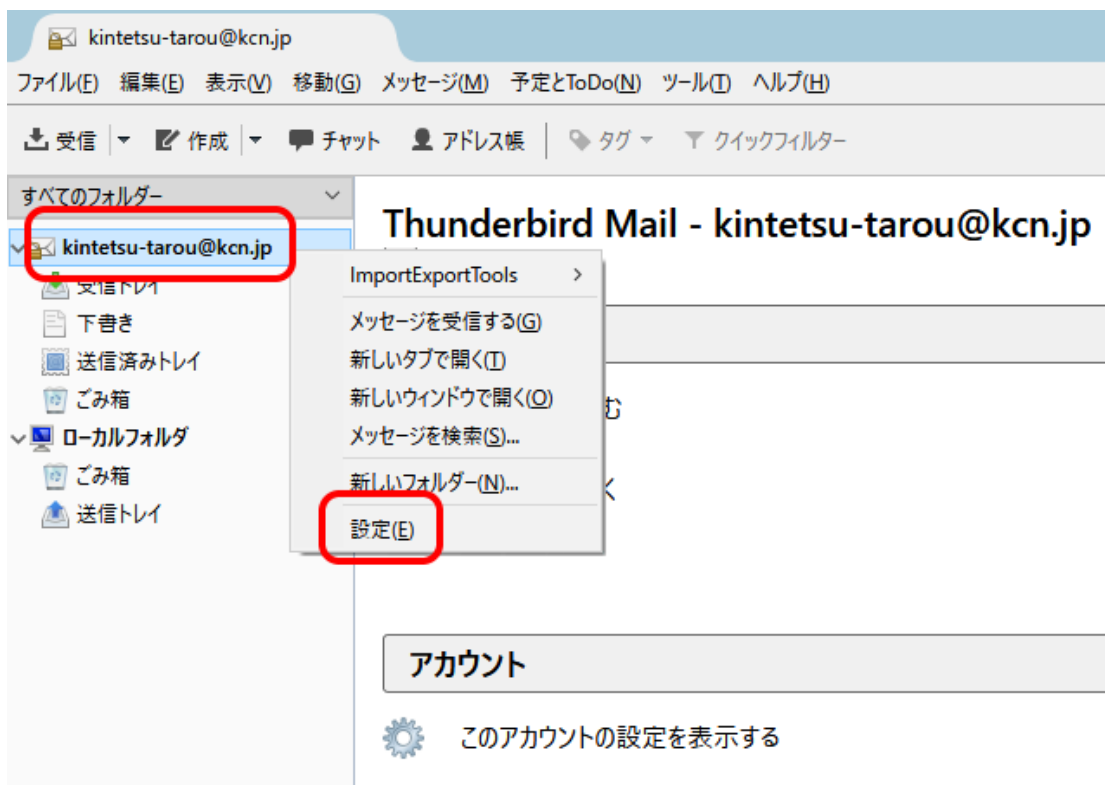 kintetsu-tarou@kcn.jp
ファイル(F) 編集(E) 表示(V) 移動(G) メッセージ(M) 予定とToDo(N) ツール(T) ヘルプ(H)
受信 作成 チャット アドレス帳 タグ クイックフィルター
すべてのフォルダー
kintetsu-tarou@kcn.jp
受信トレイ
下書き
送信済みトレイ
ごみ箱
ローカルフォルダ
ごみ箱
送信トレイ
ImportExportTools
メッセージを受信する(G)
新しいタブで開く(T)
新しいウィンドウで開く(O)
メッセージを検索(S)...
新しいフォルダー(N)...
設定(E)
Thunderbird Mail - kintetsu-tarou@kcn.jp
む
く
アカウント
このアカウントの設定を表示する